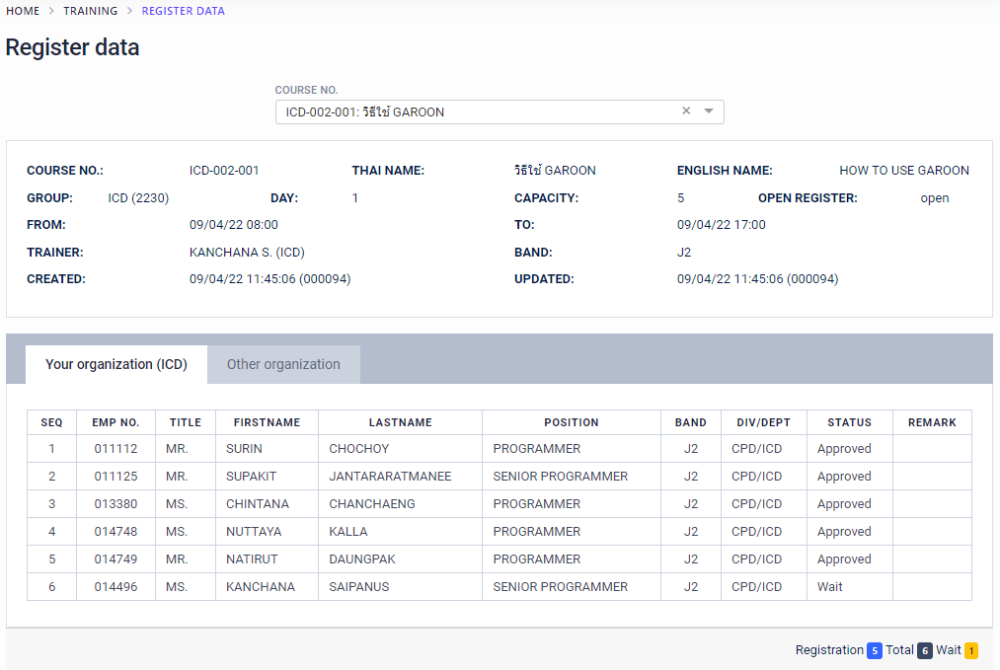 HOME > TRAINING > REGISTER DATA
Register data
COURSE NO.
ICD-002-001: วิธีใช้ GAROON
COURSE NO.: ICD-002-001 THAI NAME: วิธีใช้ GAROON ENGLISH NAME: HOW TO USE GAROON
GROUP: ICD (2230) DAY: 1 CAPACITY: 5 OPEN REGISTER: open
FROM: 09/04/22 08:00 TO: 09/04/22 17:00
TRAINER: KANCHANA S. (ICD) BAND: J2
CREATED: 09/04/22 11:45:06 (000094) UPDATED: 09/04/22 11:45:06 (000094)
Your organization (ICD) Other organization
SEQ EMP NO. TITLE FIRSTNAME LASTNAME POSITION BAND DIV/DEPT STATUS REMARK
1 011112 MR. SURIN CHOCHOY PROGRAMMER J2 CPD/ICD Approved
2 011125 MR. SUPAKIT JANTARARATMANEE SENIOR PROGRAMMER J2 CPD/ICD Approved
3 013380 MS. CHINTANA CHANCHAENG PROGRAMMER J2 CPD/ICD Approved
4 014748 MS. NUTTAYA KALLA PROGRAMMER J2 CPD/ICD Approved
5 014749 MR. NATIRUT DAUNGPAK PROGRAMMER J2 CPD/ICD Approved
6 014496 MS. KANCHANA SAIPANUS SENIOR PROGRAMMER J2 CPD/ICD Wait
Registration 5 Total 6 Wait 1